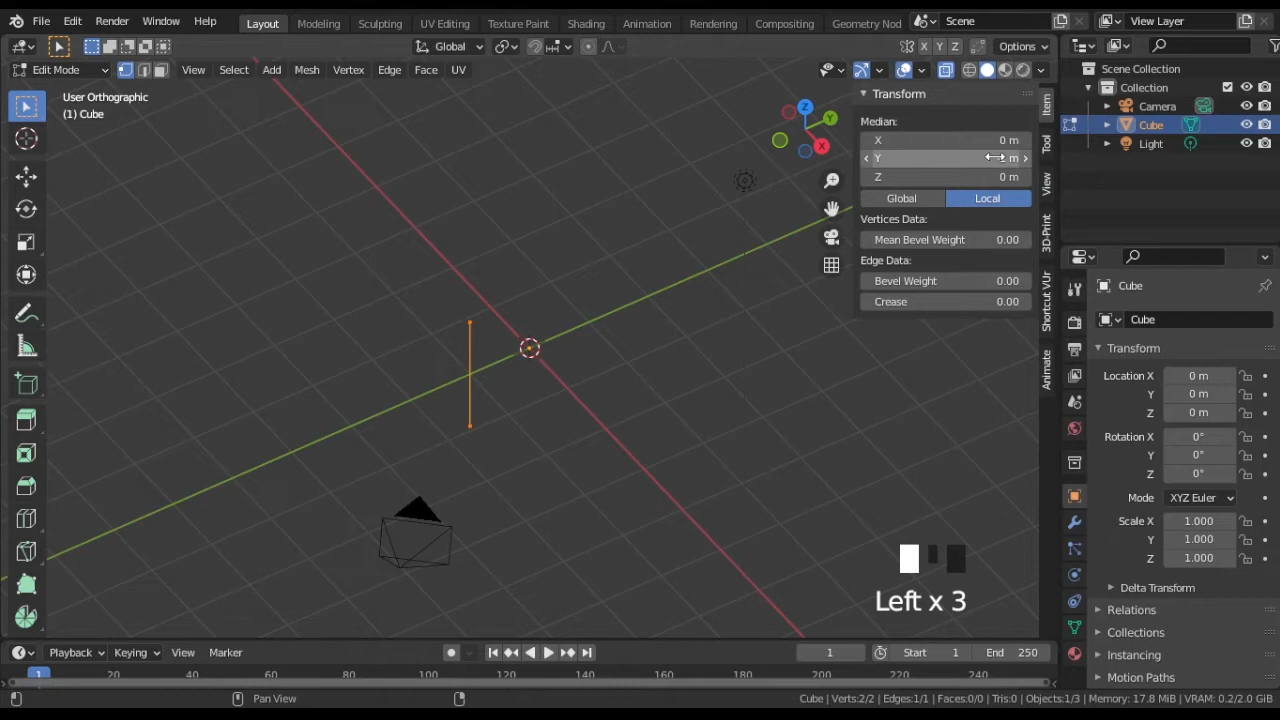 File Edit Render Window Help Layout Modeling Sculpting UV Editing Texture Paint Shading Animation Rendering Compositing Geometry Nod Scene View Layer
Global X Y Z Options
Edit Mode View Select Add Mesh Vertex Edge Face UV
User Orthographic
(1) Cube
Z
Y
X
Transform
Median:
X 0 m
Y m
Z 0 m
Global Local
Vertices Data:
Mean Bevel Weight 0.00
Edge Data:
Bevel Weight 0.00
Crease 0.00
Item
Tool
View
3D-Print
Shortcut VUr
Animate
Scene Collection
Collection
Camera
Cube
Light
Cube
Cube
Transform
Location X 0 m
Y 0 m
Z 0 m
Rotation X 0°
Y 0°
Z 0°
Mode XYZ Euler
Scale X 1.000
Y 1.000
Z 1.000
Delta Transform
Relations
Collections
Instancing
Motion Paths
Left x 3
Playback Keying View Marker 1 Start 1 End 250
1 20 40 60 80 100 120 140 160 180 200 220 240
Pan View
Cube | Verts:2/2 | Edges:1/1 | Faces:0/0 | Tris:0 | Objects:1/3 | Memory: 17.8 MiB | VRAM: 0.2/2.0 GiB